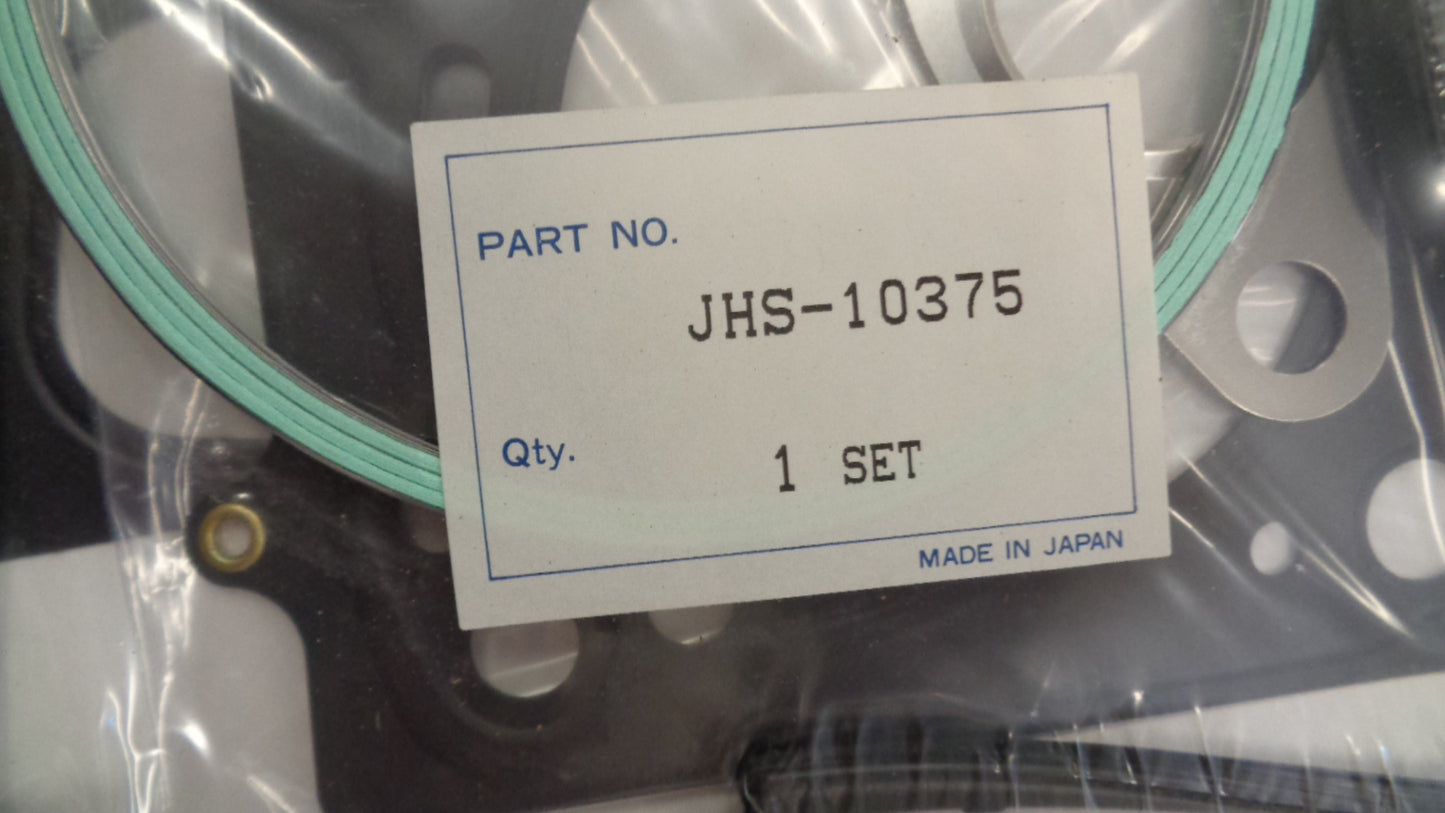 PART NO.
JHS-10375
Qty. 1 SET
MADE IN JAPAN